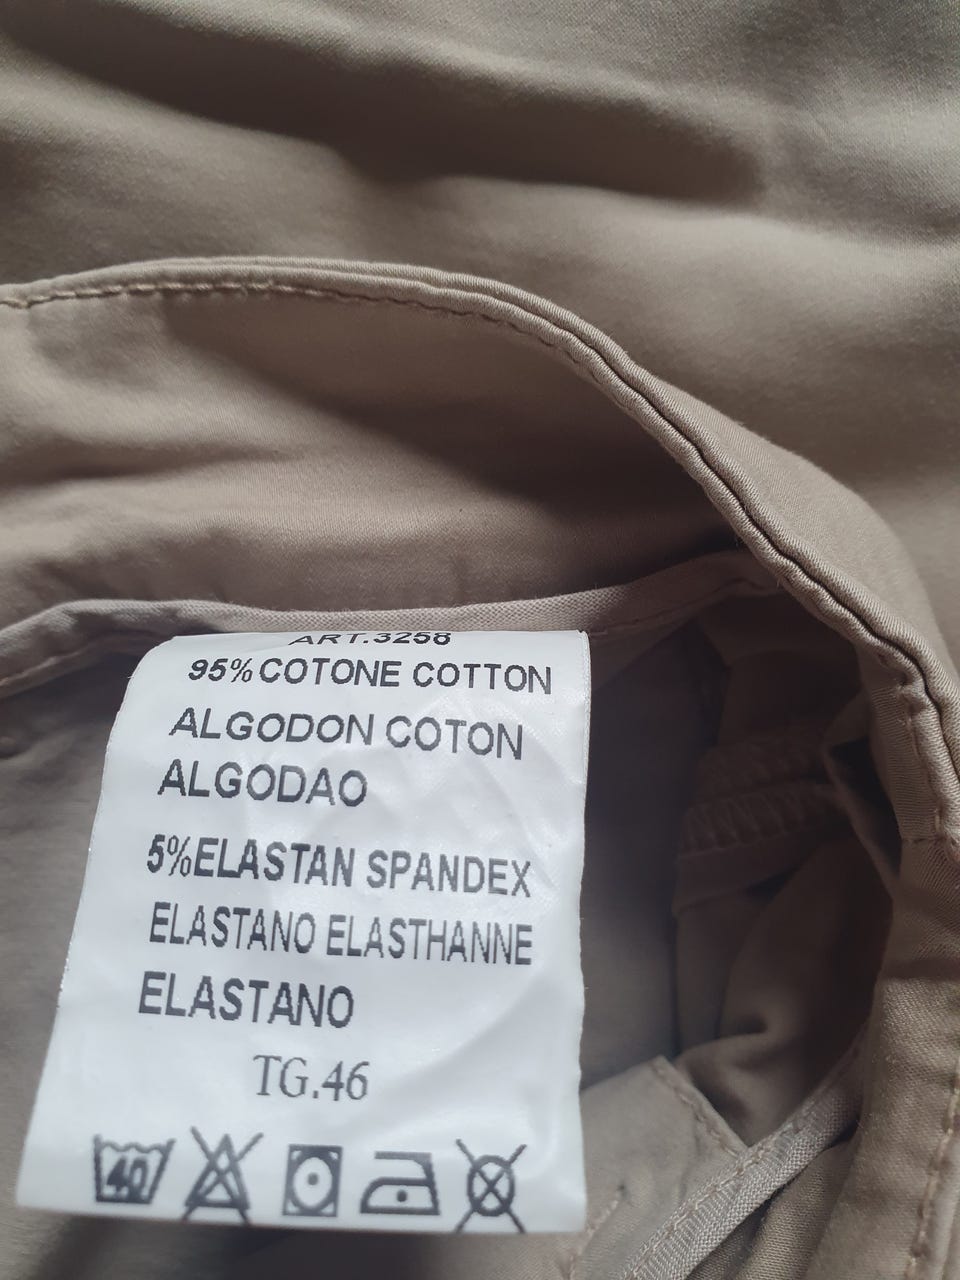 ART.3258
95% COTONE COTTON
ALGODON COTON
ALGODAO
5%ELASTAN SPANDEX
ELASTANO ELASTHANNE
ELASTANO
TG.46
40